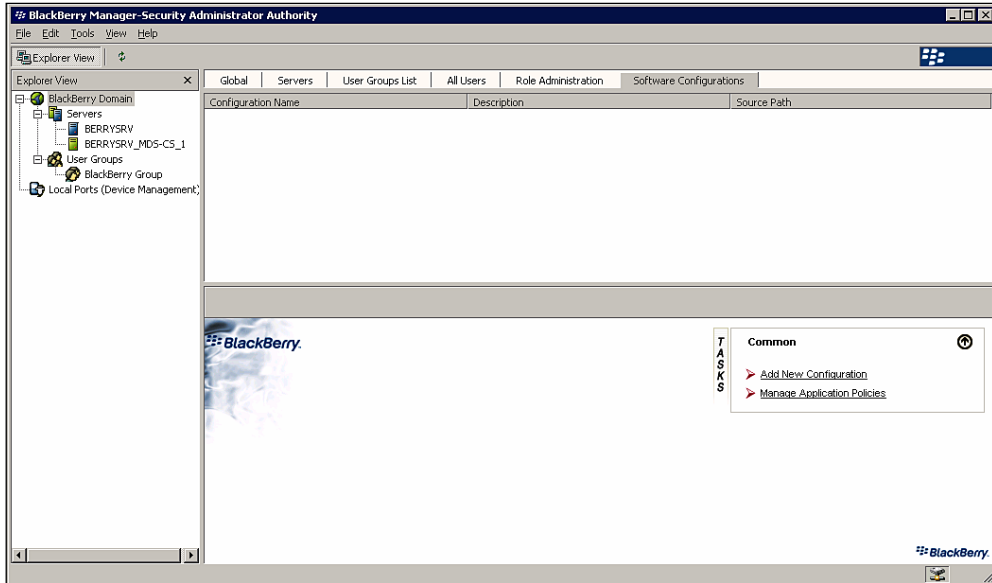 BlackBerry Manager-Security Administrator Authority
File Edit Tools View Help
Explorer View
Explorer View
BlackBerry Domain
Servers
BERRYSRV
BERRYSRV_MDS-CS_1
User Groups
BlackBerry Group
Local Ports (Device Management)
Global Servers User Groups List All Users Role Administration Software Configurations
Configuration Name Description Source Path
BlackBerry.
TASKS
Common
Add New Configuration
Manage Application Policies
BlackBerry.